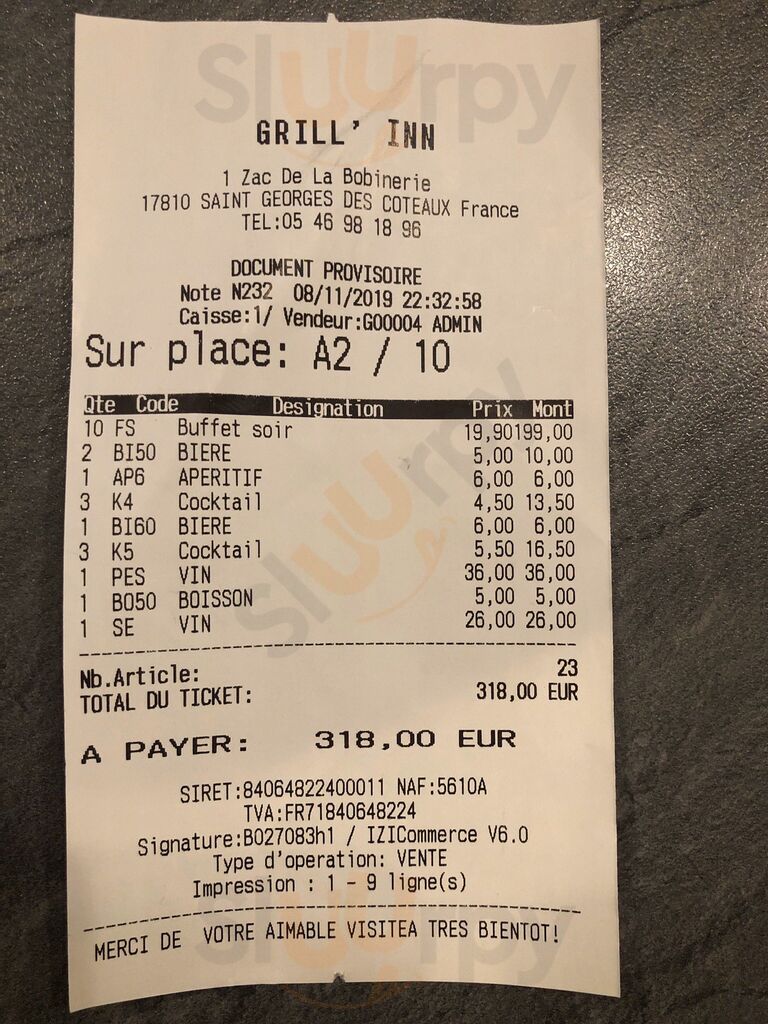 Sluurpy
GRILL' INN
1 Zac De La Bobinerie
17810 SAINT GEORGES DES COTEAUX France
TEL:05 46 98 18 96
DOCUMENT PROVISOIRE
Note N232 08/11/2019 22:32:58
Caisse:1/ Vendeur:G00004 ADMIN
Sur place: A2 / 10
Qte Code Designation Prix Mont
10 FS Buffet soir 19,90199,00
2 BI50 BIERE 5,00 10,00
1 AP6 APERITIF 6,00 6,00
3 K4 Cocktail 4,50 13,50
1 BI60 BIERE 6,00 6,00
3 K5 Cocktail 5,50 16,50
1 PES VIN 36,00 36,00
1 BO50 BOISSON 5,00 5,00
1 SE VIN 26,00 26,00
Sluurpy
Nb.Article: 23
TOTAL DU TICKET: 318,00 EUR
A PAYER: 318,00 EUR
SIRET:84064822400011 NAF:5610A
TVA:FR71840648224
Signature:B027083h1 / IZICommerce V6.0
Type d'operation: VENTE
Impression : 1 - 9 ligne(s)
MERCI DE VOTRE AIMABLE VISITEA TRES BIENTOT!
Sluurpy